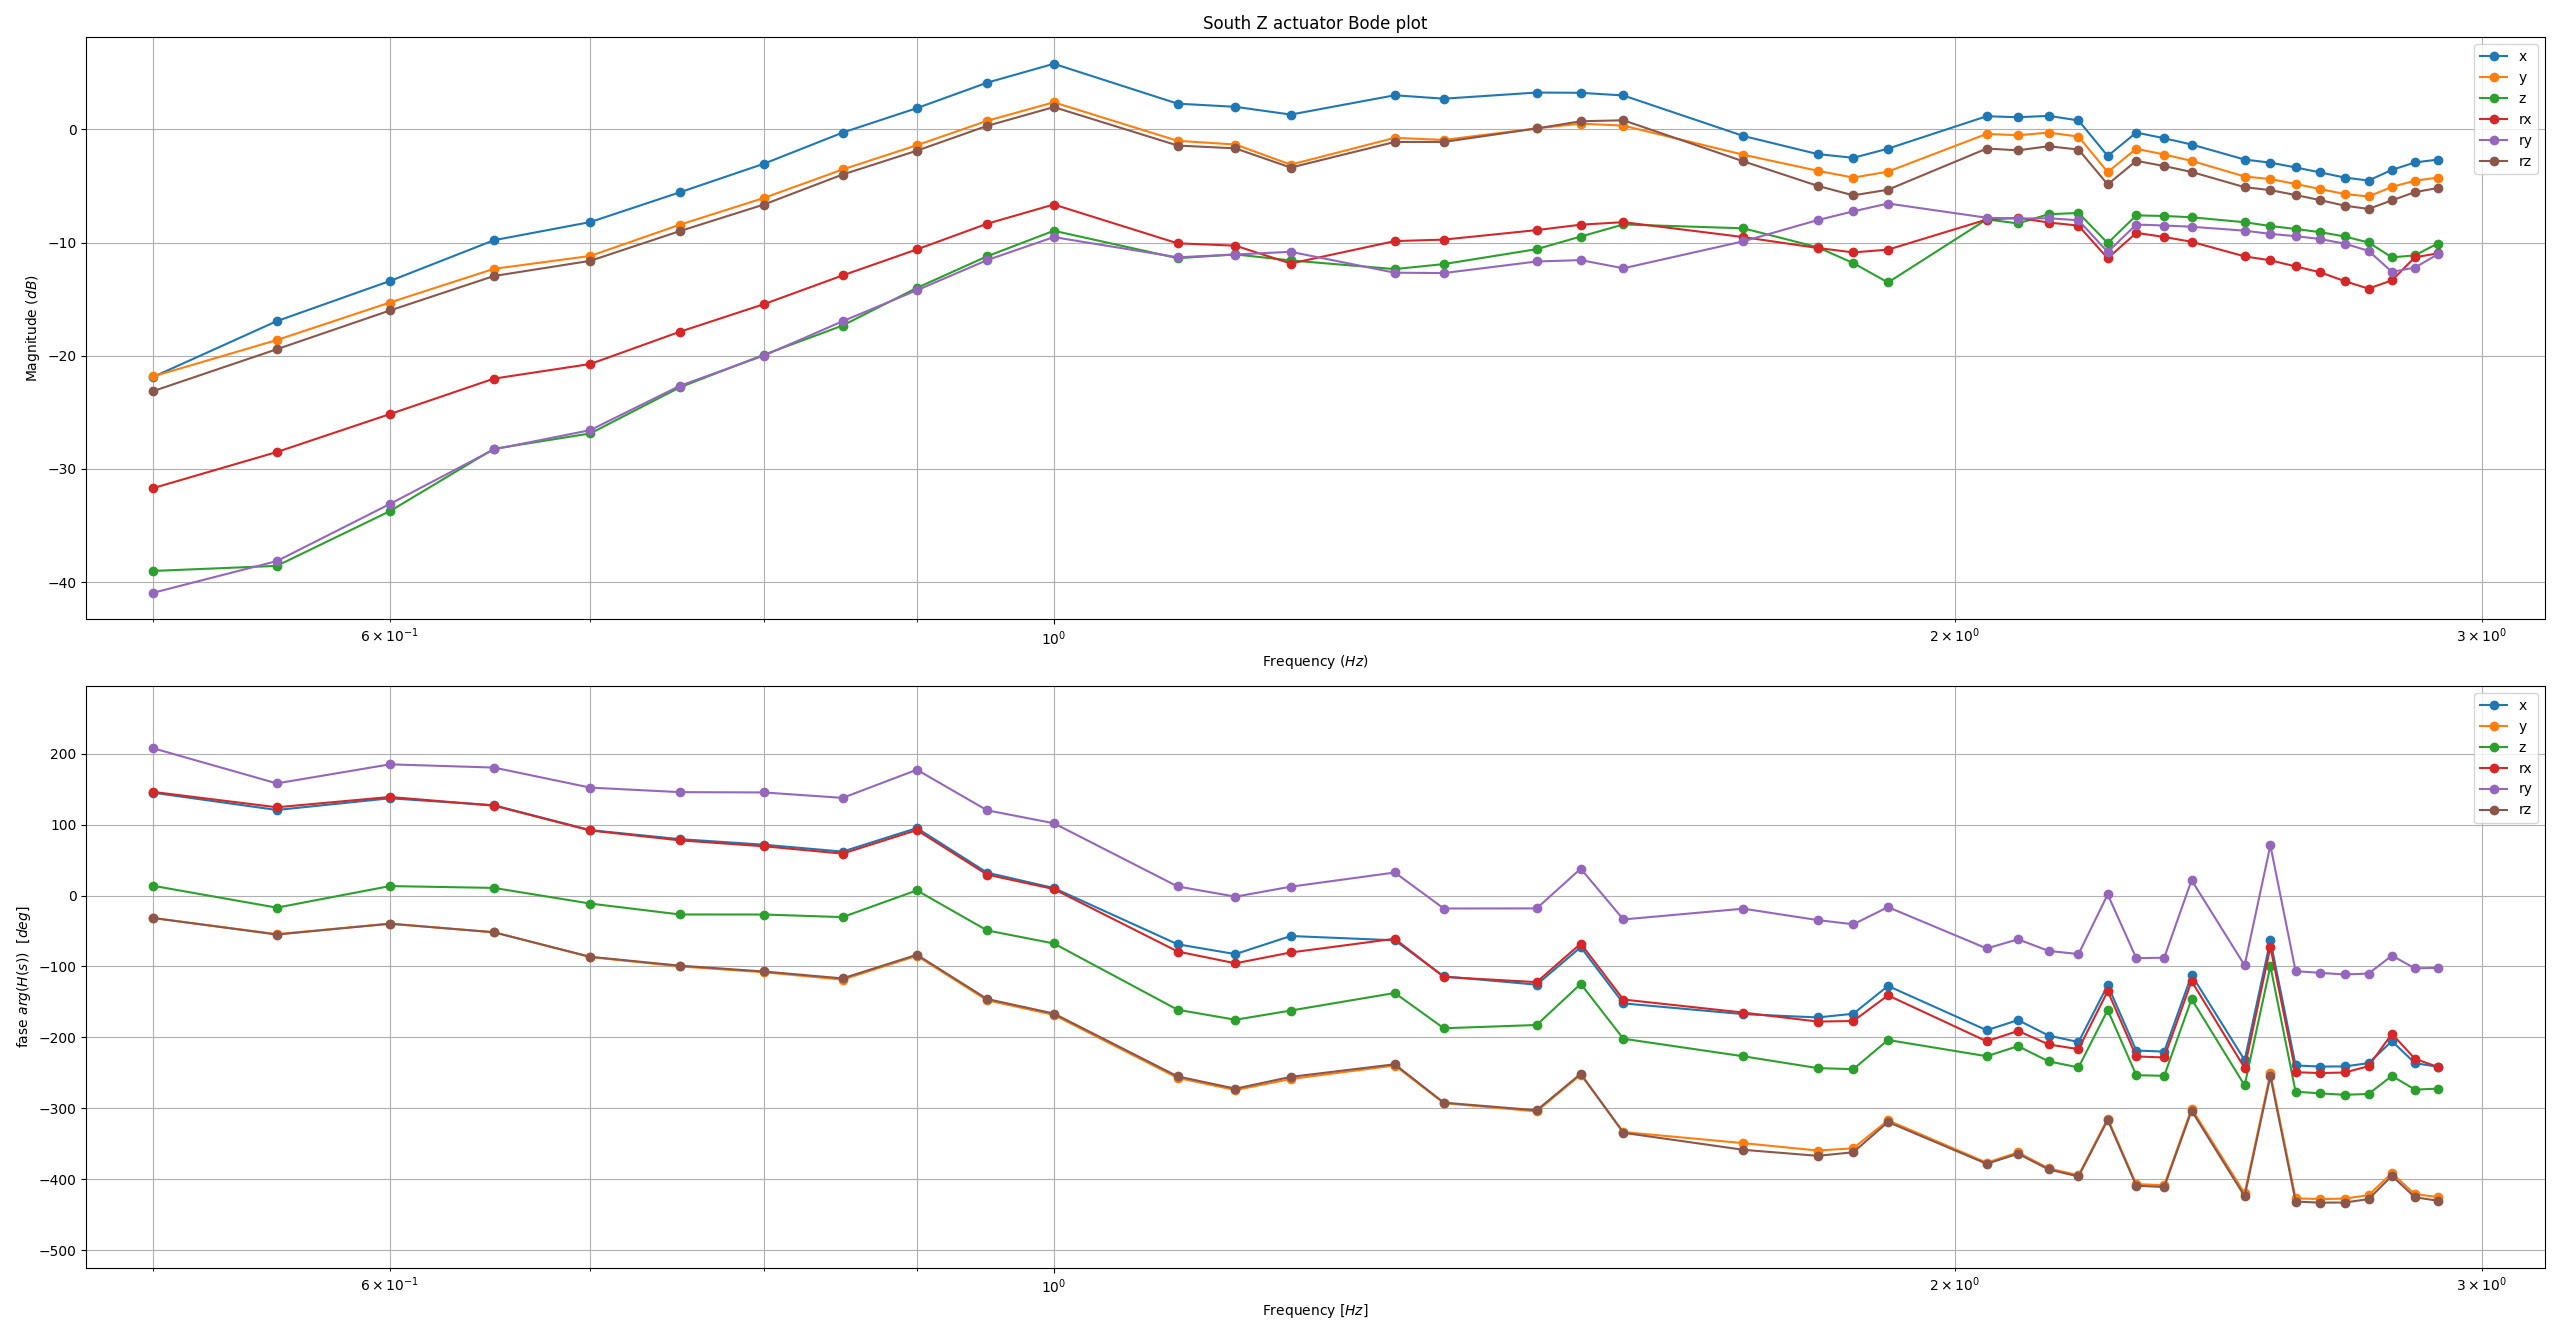 South Z actuator Bode plot
Magnitude (dB)
0
−10
−20
−30
−40
x
y
z
rx
ry
rz
6 × 10⁻¹
10⁰
2 × 10⁰
3 × 10⁰
Frequency (Hz)
fase arg(H(s)) [deg]
200
100
0
−100
−200
−300
−400
−500
x
y
z
rx
ry
rz
6 × 10⁻¹
10⁰
2 × 10⁰
3 × 10⁰
Frequency [Hz]